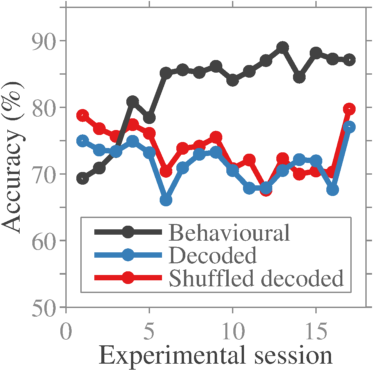 Accuracy (%)
90
80
70
60
50
Behavioural
Decoded
Shuffled decoded
0 5 10 15
Experimental session